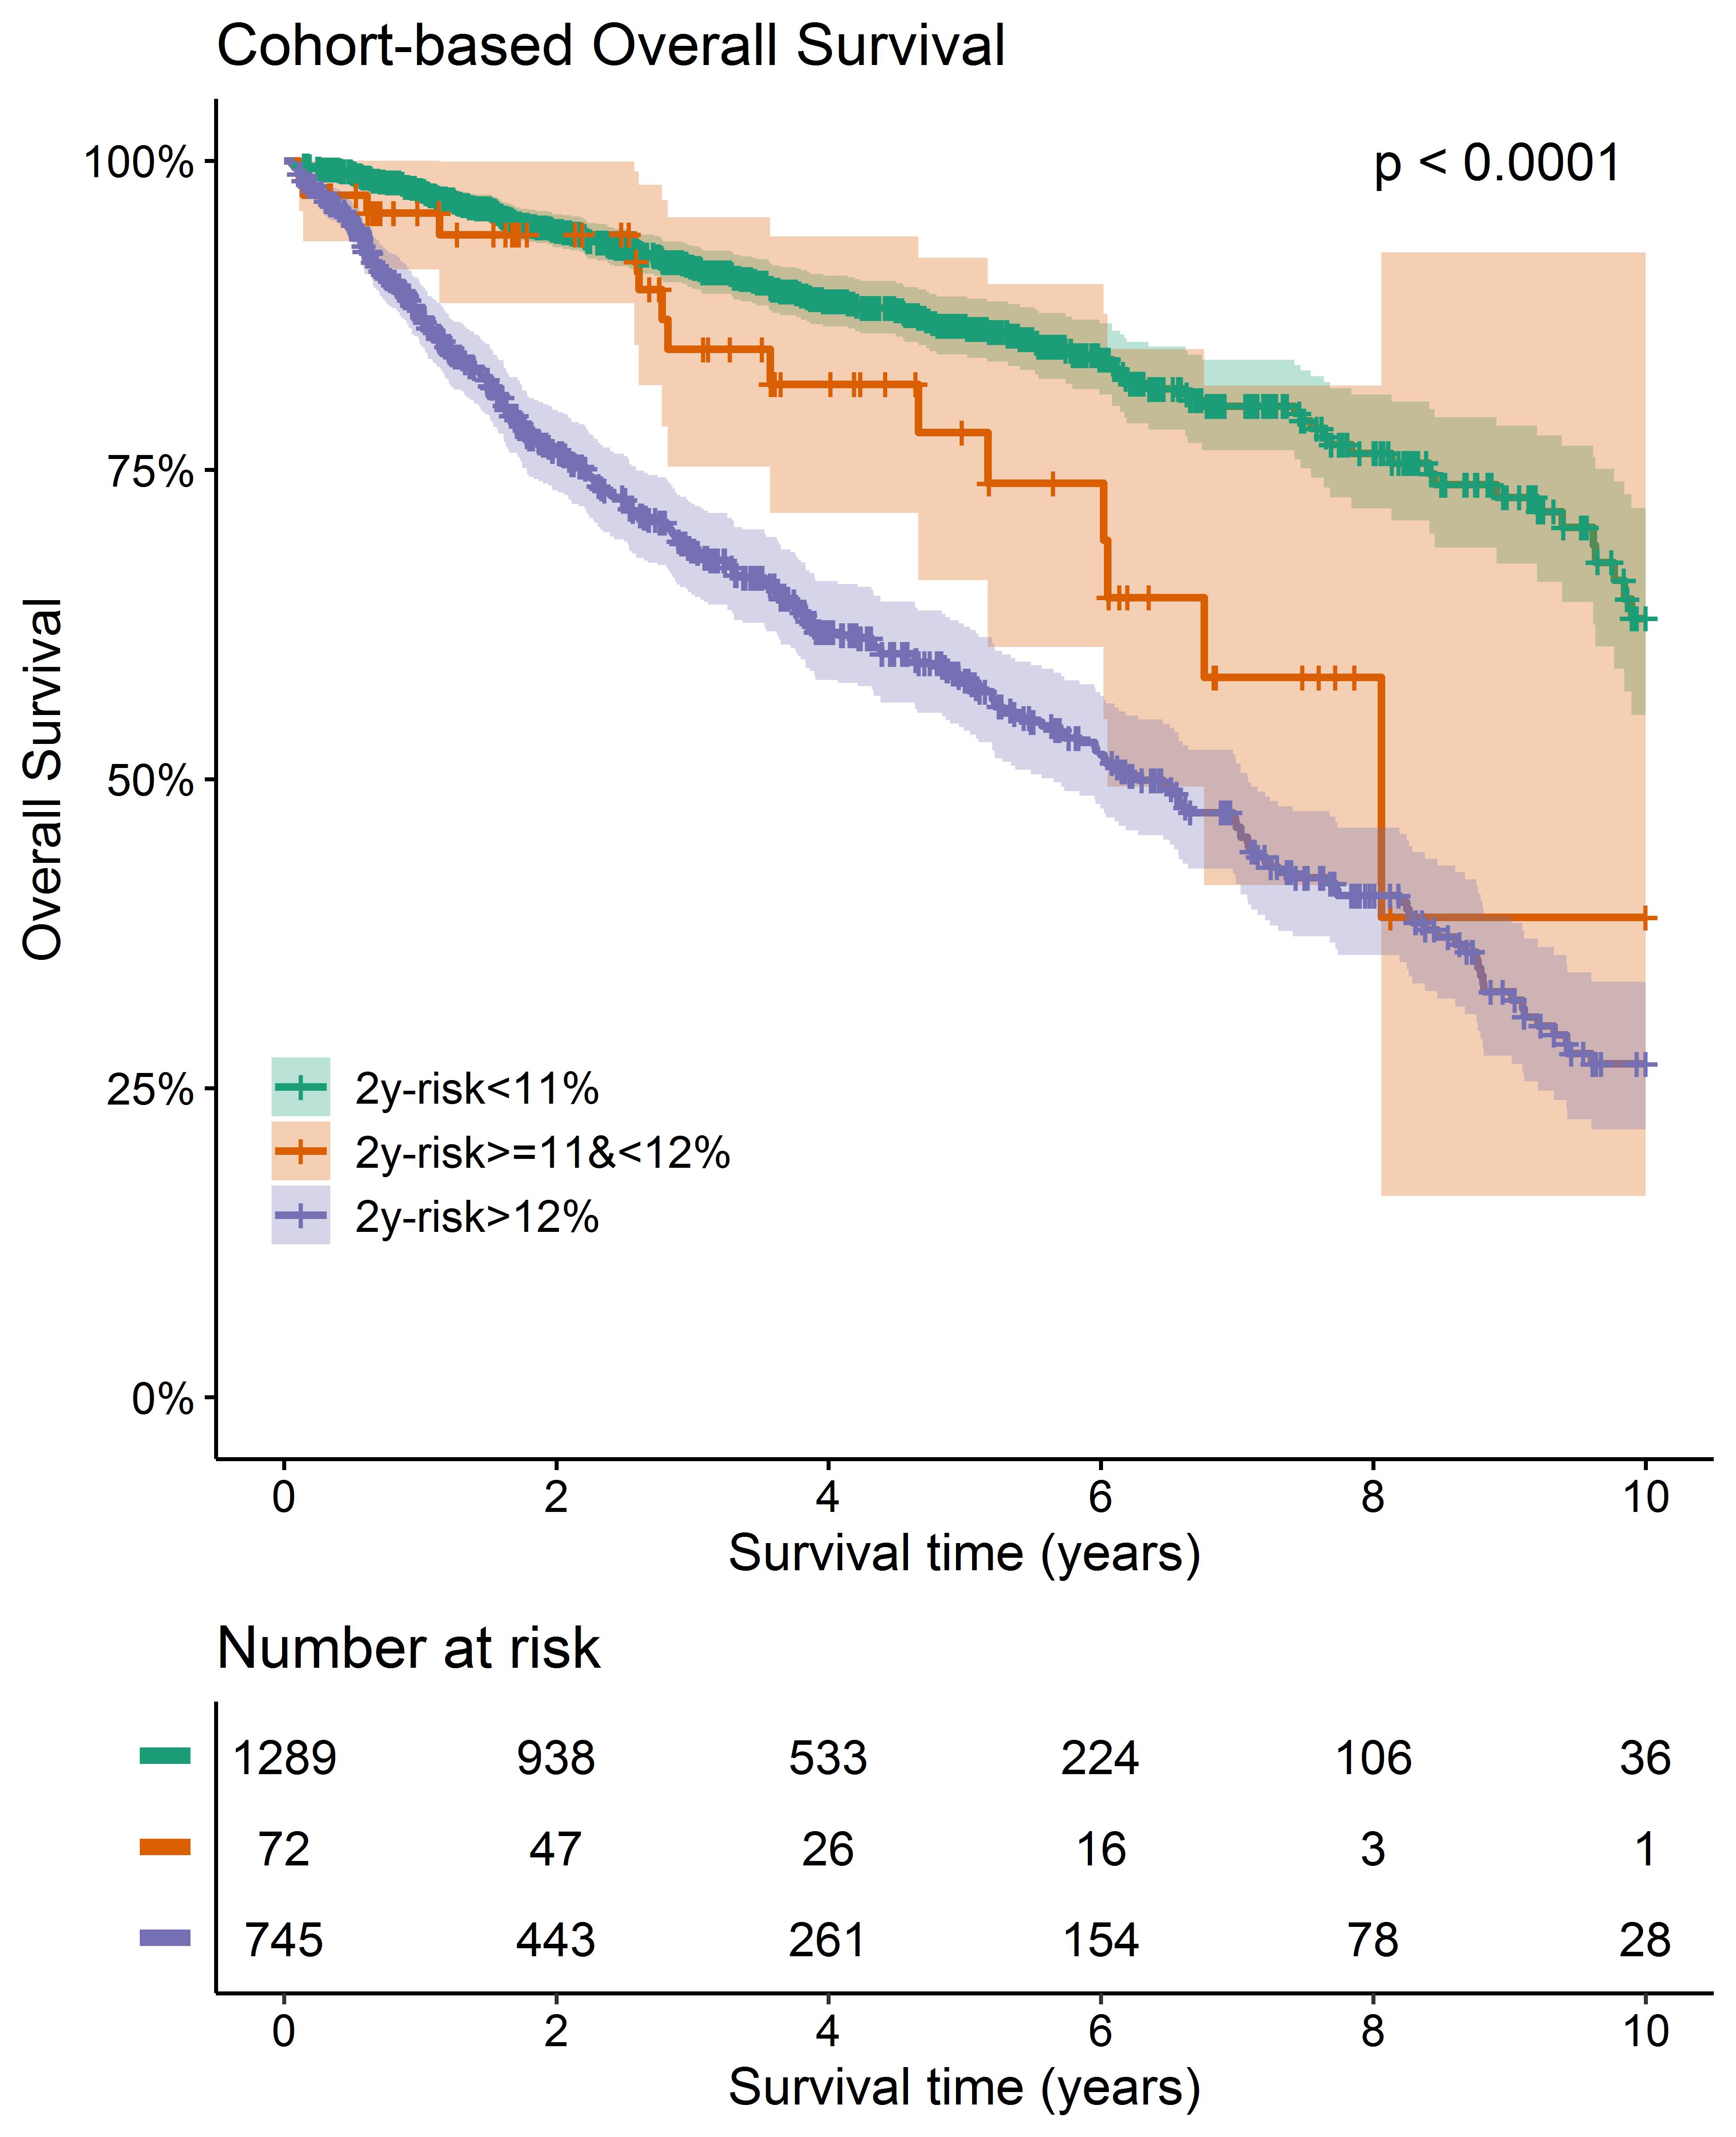 Cohort-based Overall Survival
p < 0.0001
100%
75%
50%
25%
0%
Overall Survival
2y-risk<11%
2y-risk>=11&<12%
2y-risk>12%
0 2 4 6 8 10
Survival time (years)
Number at risk
1289 938 533 224 106 36
72 47 26 16 3 1
745 443 261 154 78 28
0 2 4 6 8 10
Survival time (years)